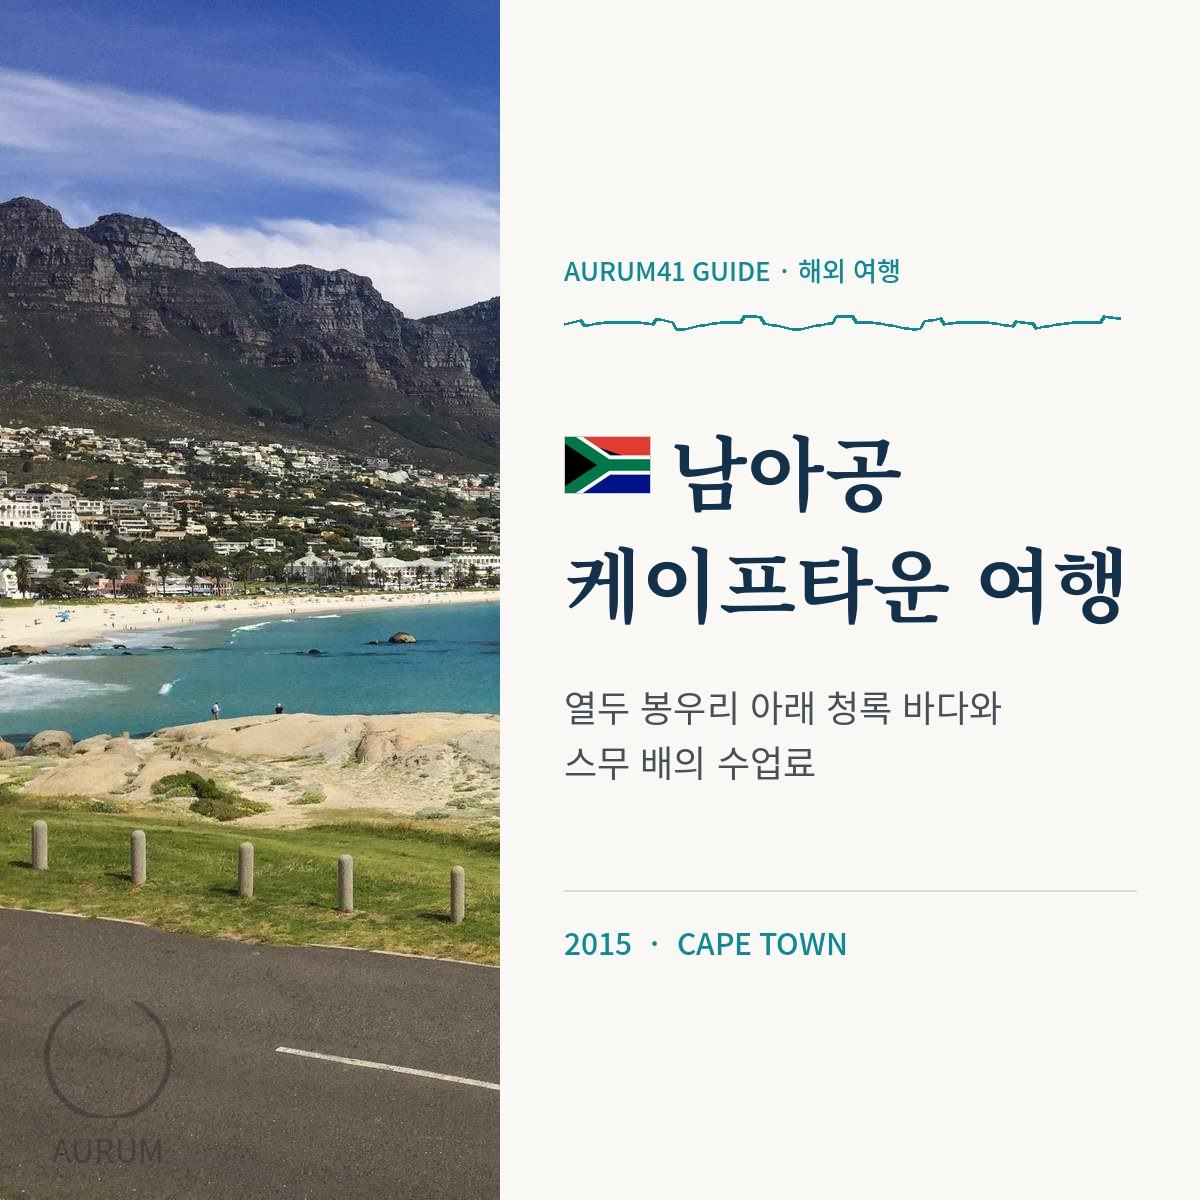 AURUM41 GUIDE · 해외 여행
남아공
케이프타운 여행
열두 봉우리 아래 청록 바다와
스무 배의 수업료
2015 · CAPE TOWN
AURUM